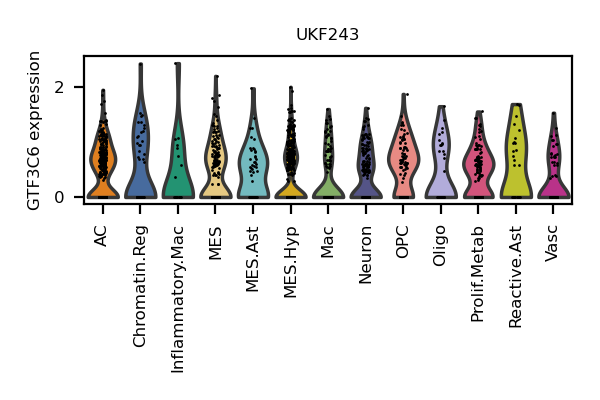 UKF243
GTF3C6 expression
2
0
AC
Chromatin.Reg
Inflammatory.Mac
MES
MES.Ast
MES.Hyp
Mac
Neuron
OPC
Oligo
Prolif.Metab
Reactive.Ast
Vasc